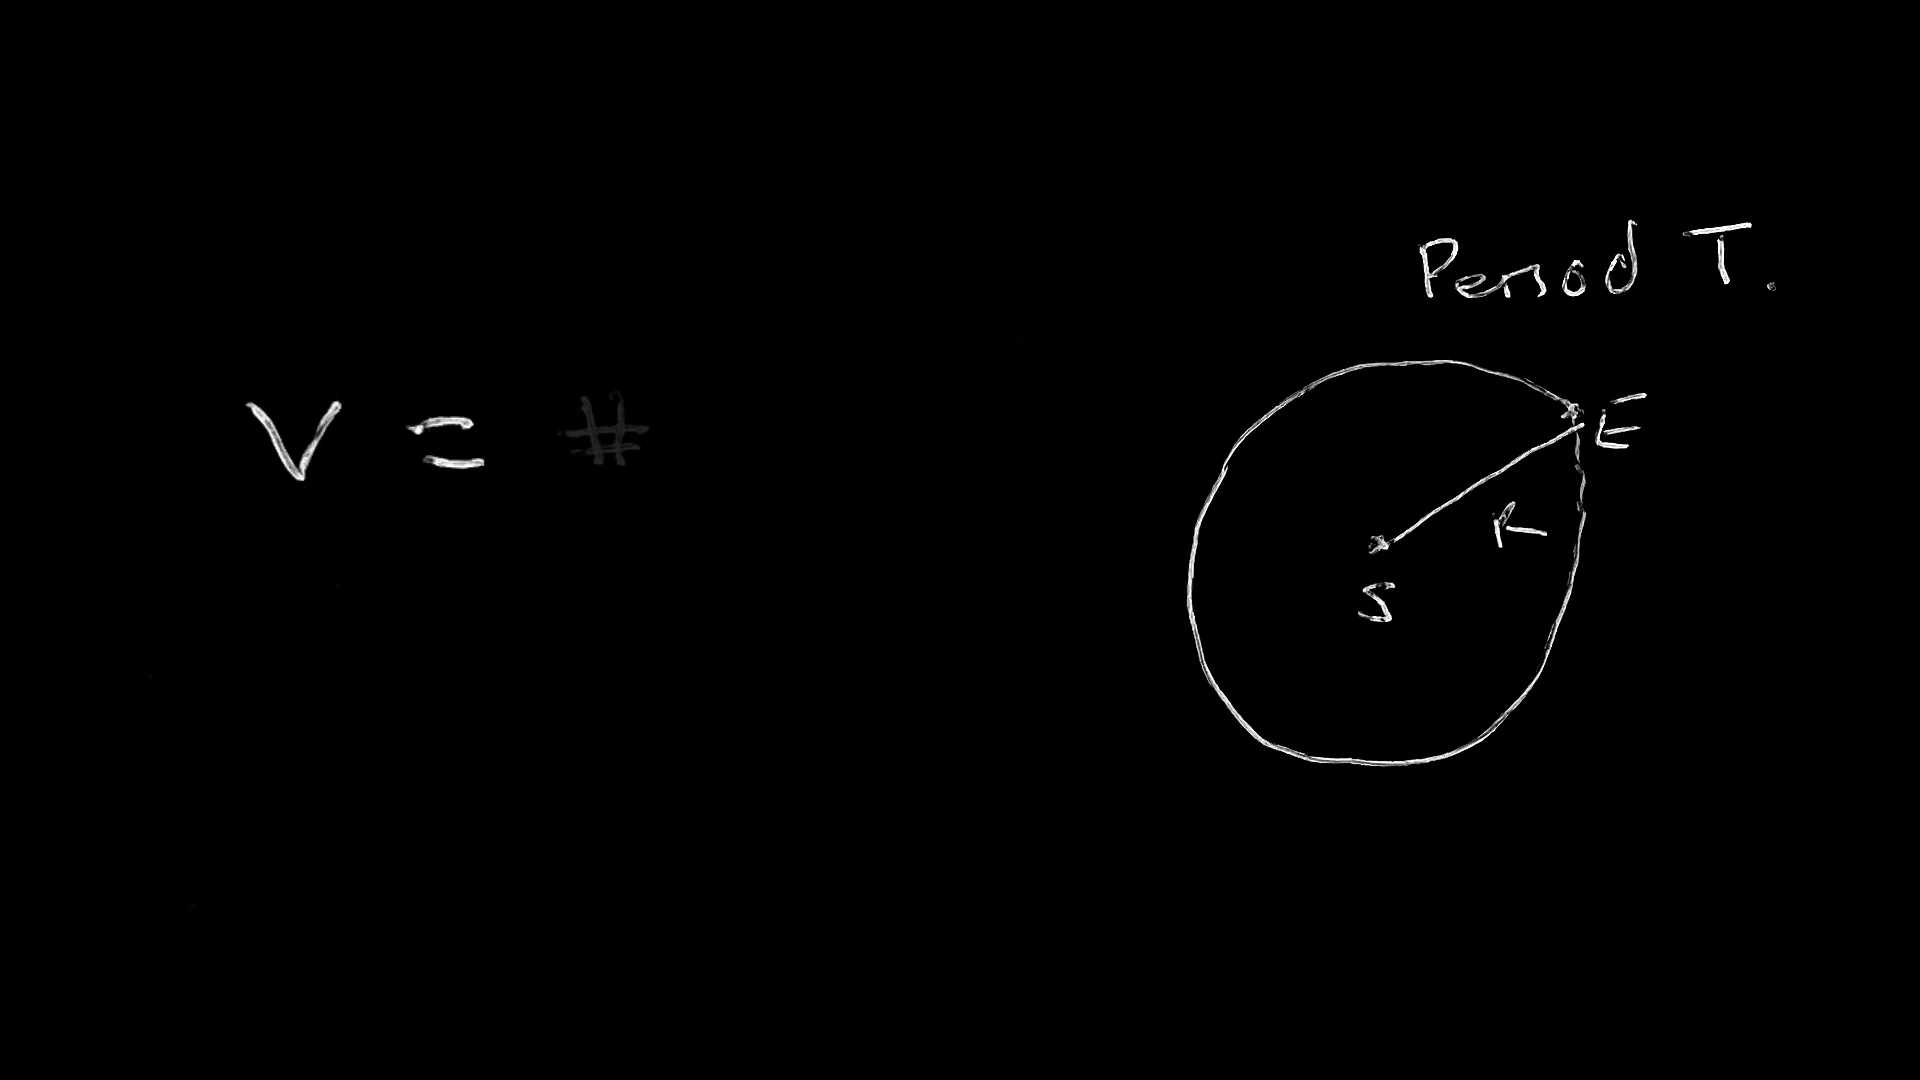 Period T.
V = #
E
R
S